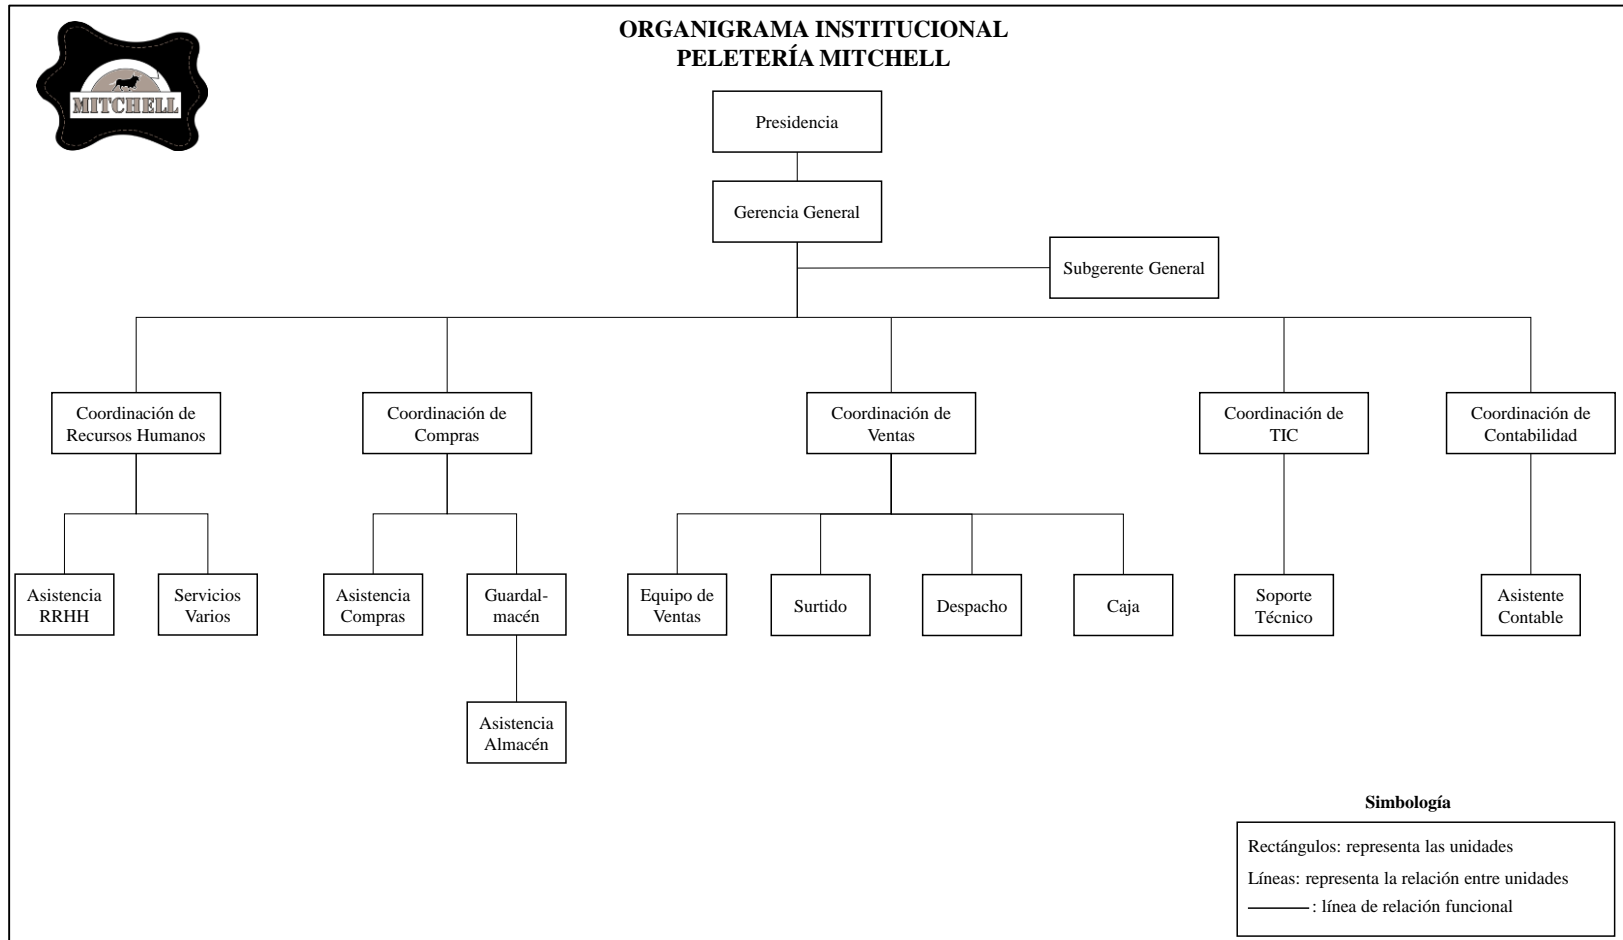 ORGANIGRAMA INSTITUCIONAL
PELETERÍA MITCHELL
MITCHELL
Presidencia
Gerencia General
Subgerente General
Coordinación de
Recursos Humanos
Coordinación de
Compras
Coordinación de
Ventas
Coordinación de
TIC
Coordinación de
Contabilidad
Asistencia
RRHH
Servicios
Varios
Asistencia
Compras
Guardal-
macén
Equipo de
Ventas
Surtido
Despacho
Caja
Soporte
Técnico
Asistente
Contable
Asistencia
Almacén
Simbología
Rectángulos: representa las unidades
Líneas: representa la relación entre unidades
: línea de relación funcional